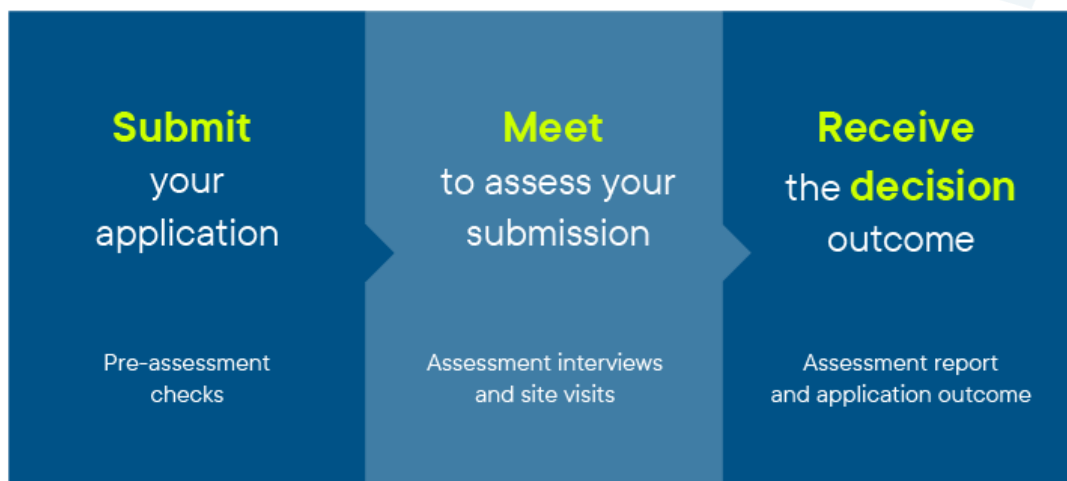 Submit
your
application
Pre-assessment
checks
Meet
to assess your
submission
Assessment interviews
and site visits
Receive
the decision
outcome
Assessment report
and application outcome